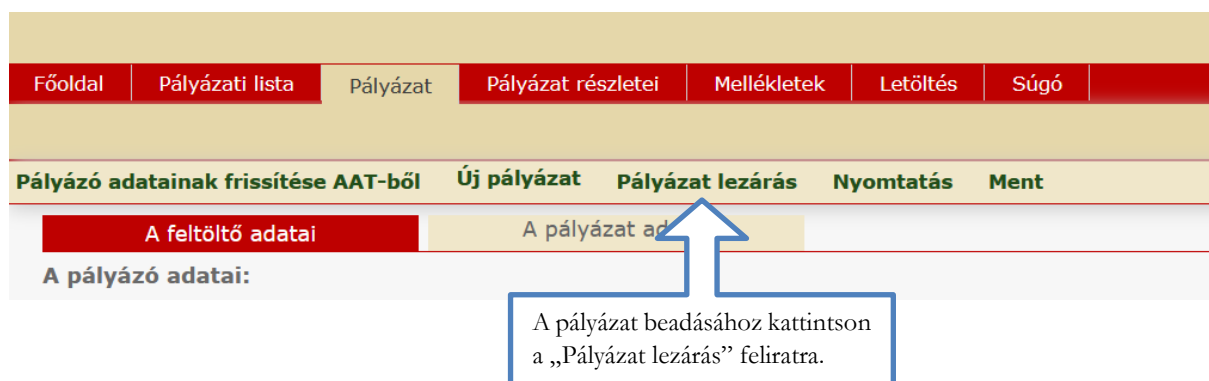 Főoldal Pályázati lista Pályázat Pályázat részletei Mellékletek Letöltés Súgó
Pályázó adatainak frissítése AAT-ből Új pályázat Pályázat lezárás Nyomtatás Ment
A feltöltő adatai A pályázat
A pályázó adatai:
A pályázat beadásához kattintson
a „Pályázat lezárás” feliratra.